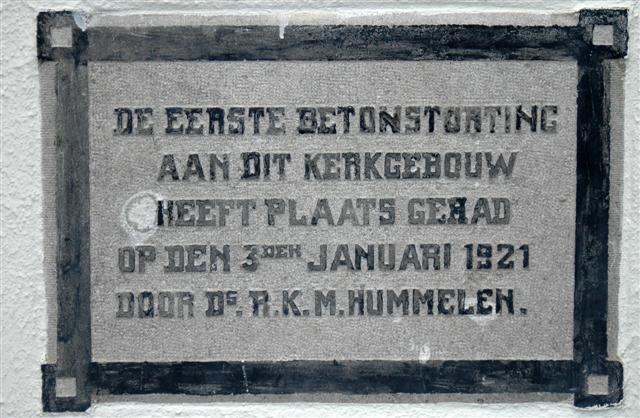 DE EERSTE BETONSTORTING
AAN DIT KERKGEBOUW
HEEFT PLAATS GEHAD
OP DEN 3DEN JANUARI 1921
DOOR DS. R.K.M. HUMMELEN.